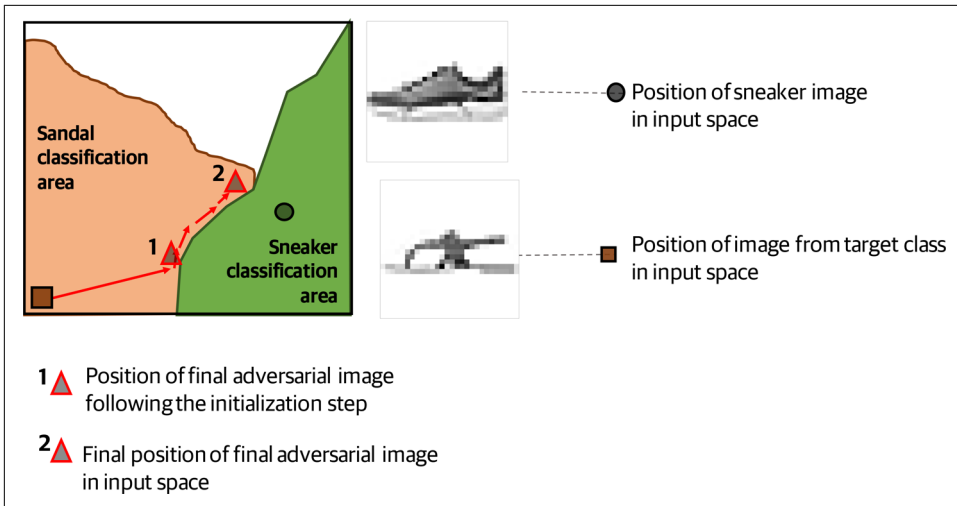 Sandal
classification
area
2
1
Sneaker
classification
area
Position of sneaker image
in input space
Position of image from target class
in input space
1 Position of final adversarial image
following the initialization step
2 Final position of final adversarial image
in input space